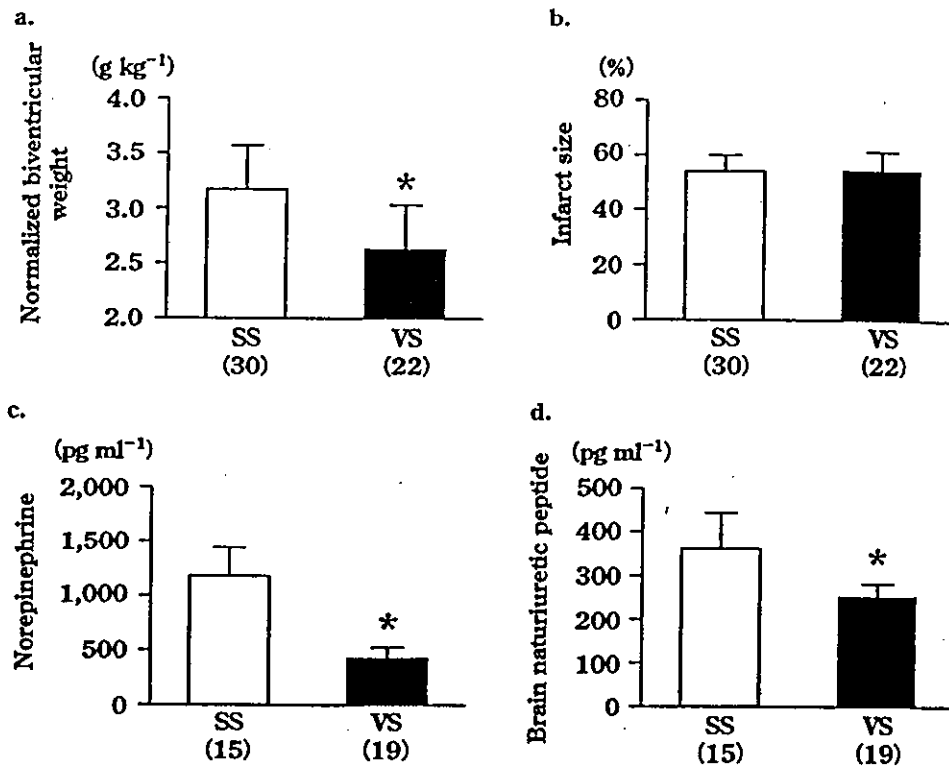 a.
(g kg⁻¹)
Normalized biventricular
weight
4.0
3.5
3.0
2.5
2.0
*
SS
(30)
VS
(22)
b.
(%)
Infarct size
80
60
40
20
0
SS
(30)
VS
(22)
c.
(pg ml⁻¹)
Norepinephrine
2,000
1,500
1,000
500
0
*
SS
(15)
VS
(19)
d.
(pg ml⁻¹)
Brain naturiuretic peptide
500
400
300
200
100
0
*
SS
(15)
VS
(19)